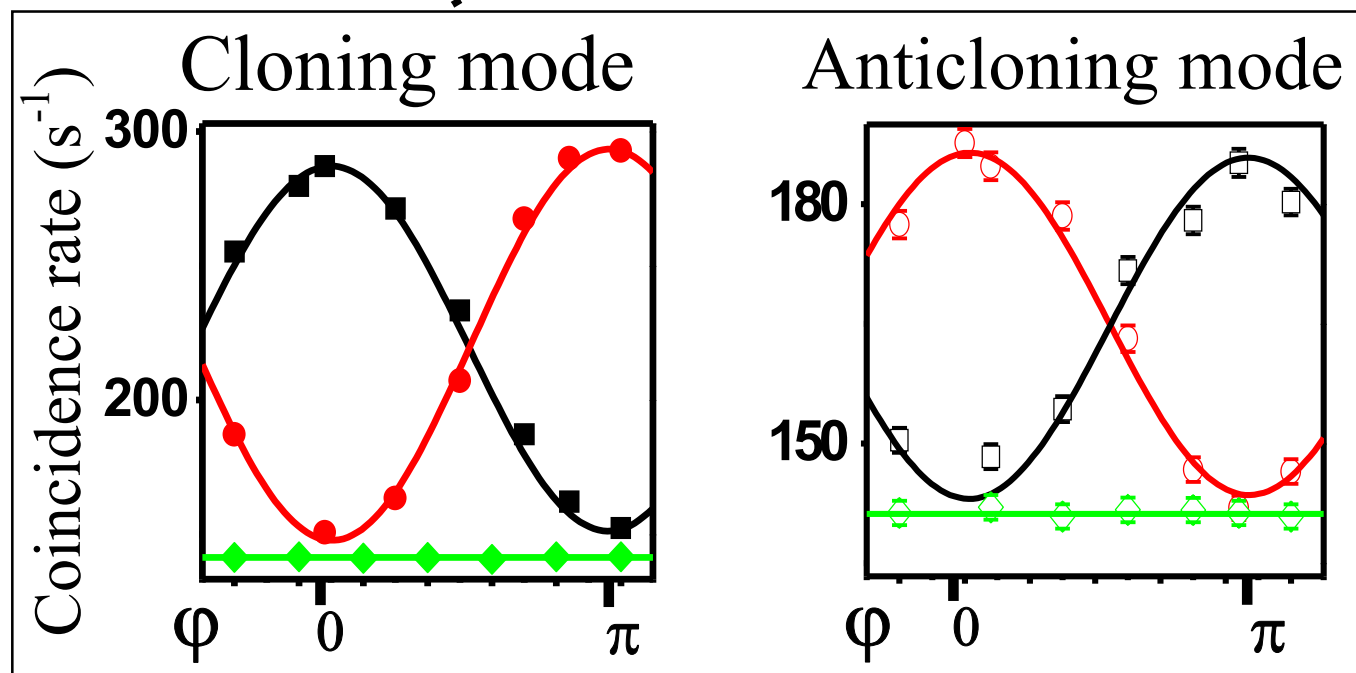 Cloning mode
Anticloning mode
Coincidence rate (s⁻¹)
300
200
φ 0 π
180
150
φ 0 π